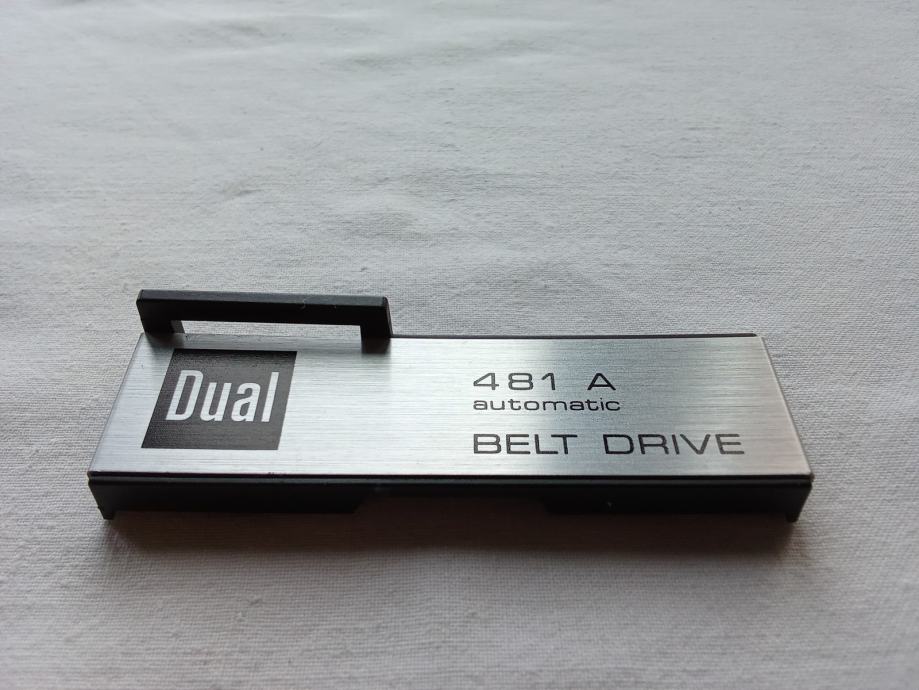 Dual
481 A
automatic
BELT DRIVE